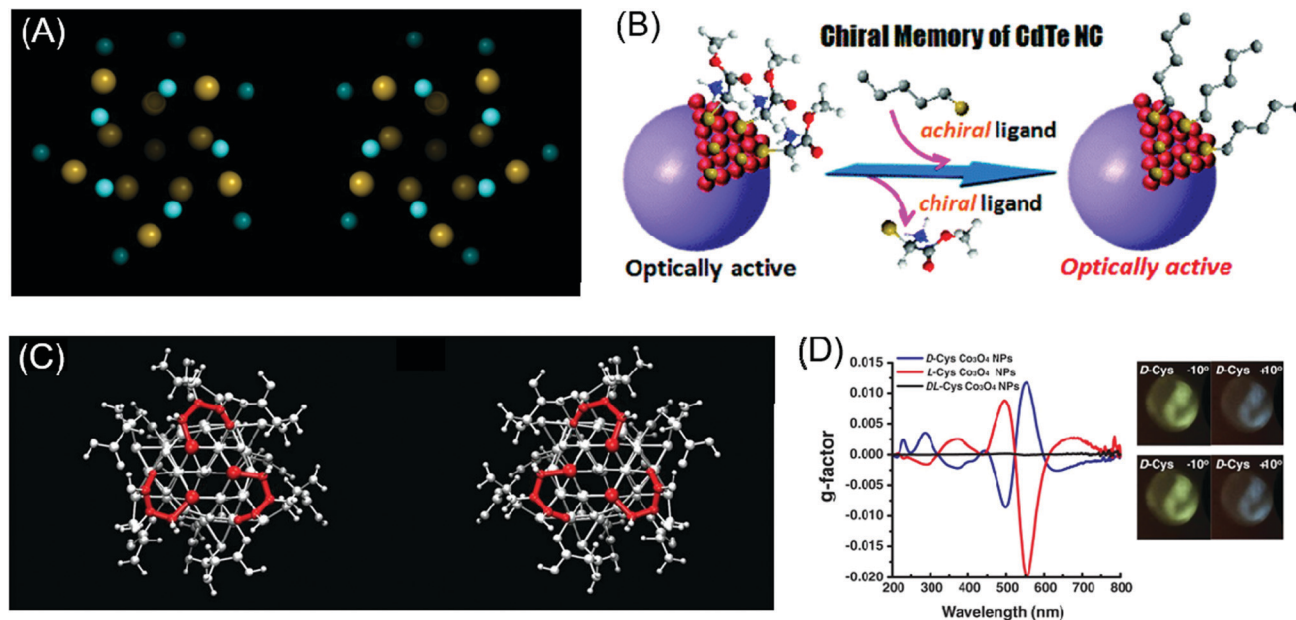 (A)
(B)
Chiral Memory of CdTe NC
achiral ligand
chiral ligand
Optically active
Optically active
(C)
(D)
0.015
0.010
0.005
0.000
-0.005
-0.010
-0.015
-0.020
g-factor
D-Cys Co₃O₄ NPs
L-Cys Co₃O₄ NPs
DL-Cys Co₃O₄ NPs
200 300 400 500 600 700 800
Wavelength (nm)
D-Cys -10° D-Cys +10°
D-Cys -10° D-Cys +10°